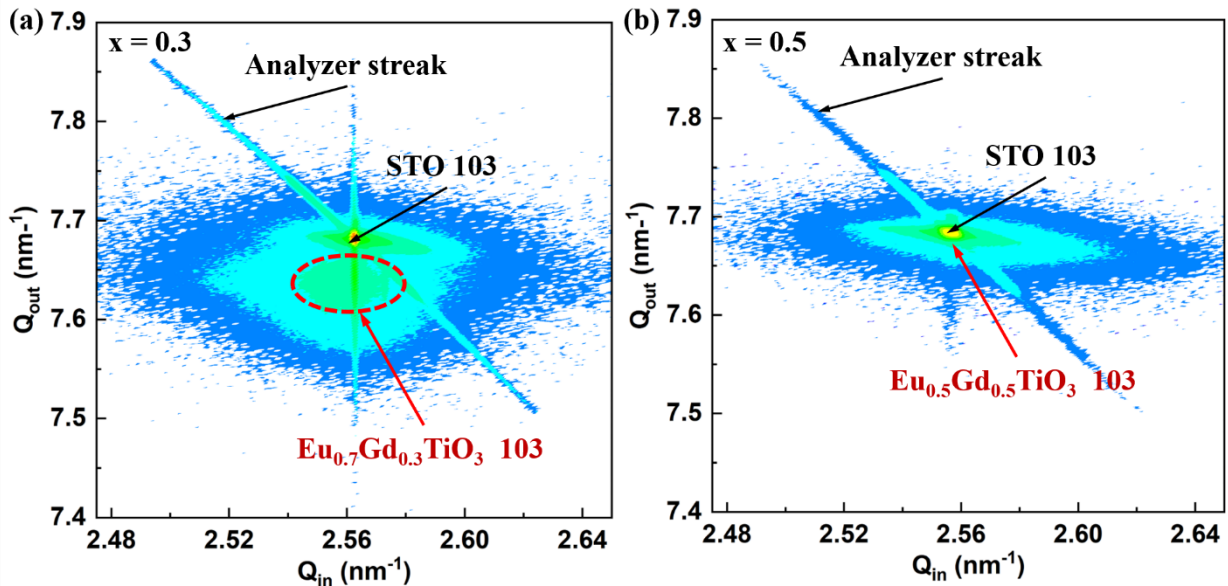 (a)
x = 0.3
Analyzer streak
STO 103
Eu₀.₇Gd₀.₃TiO₃ 103
7.9
7.8
7.7
7.6
7.5
7.4
Q_out (nm⁻¹)
2.48
2.52
2.56
2.60
2.64
Q_in (nm⁻¹)
(b)
x = 0.5
Analyzer streak
STO 103
Eu₀.₅Gd₀.₅TiO₃ 103
7.9
7.8
7.7
7.6
7.5
7.4
Q_out (nm⁻¹)
2.48
2.52
2.56
2.60
2.64
Q_in (nm⁻¹)